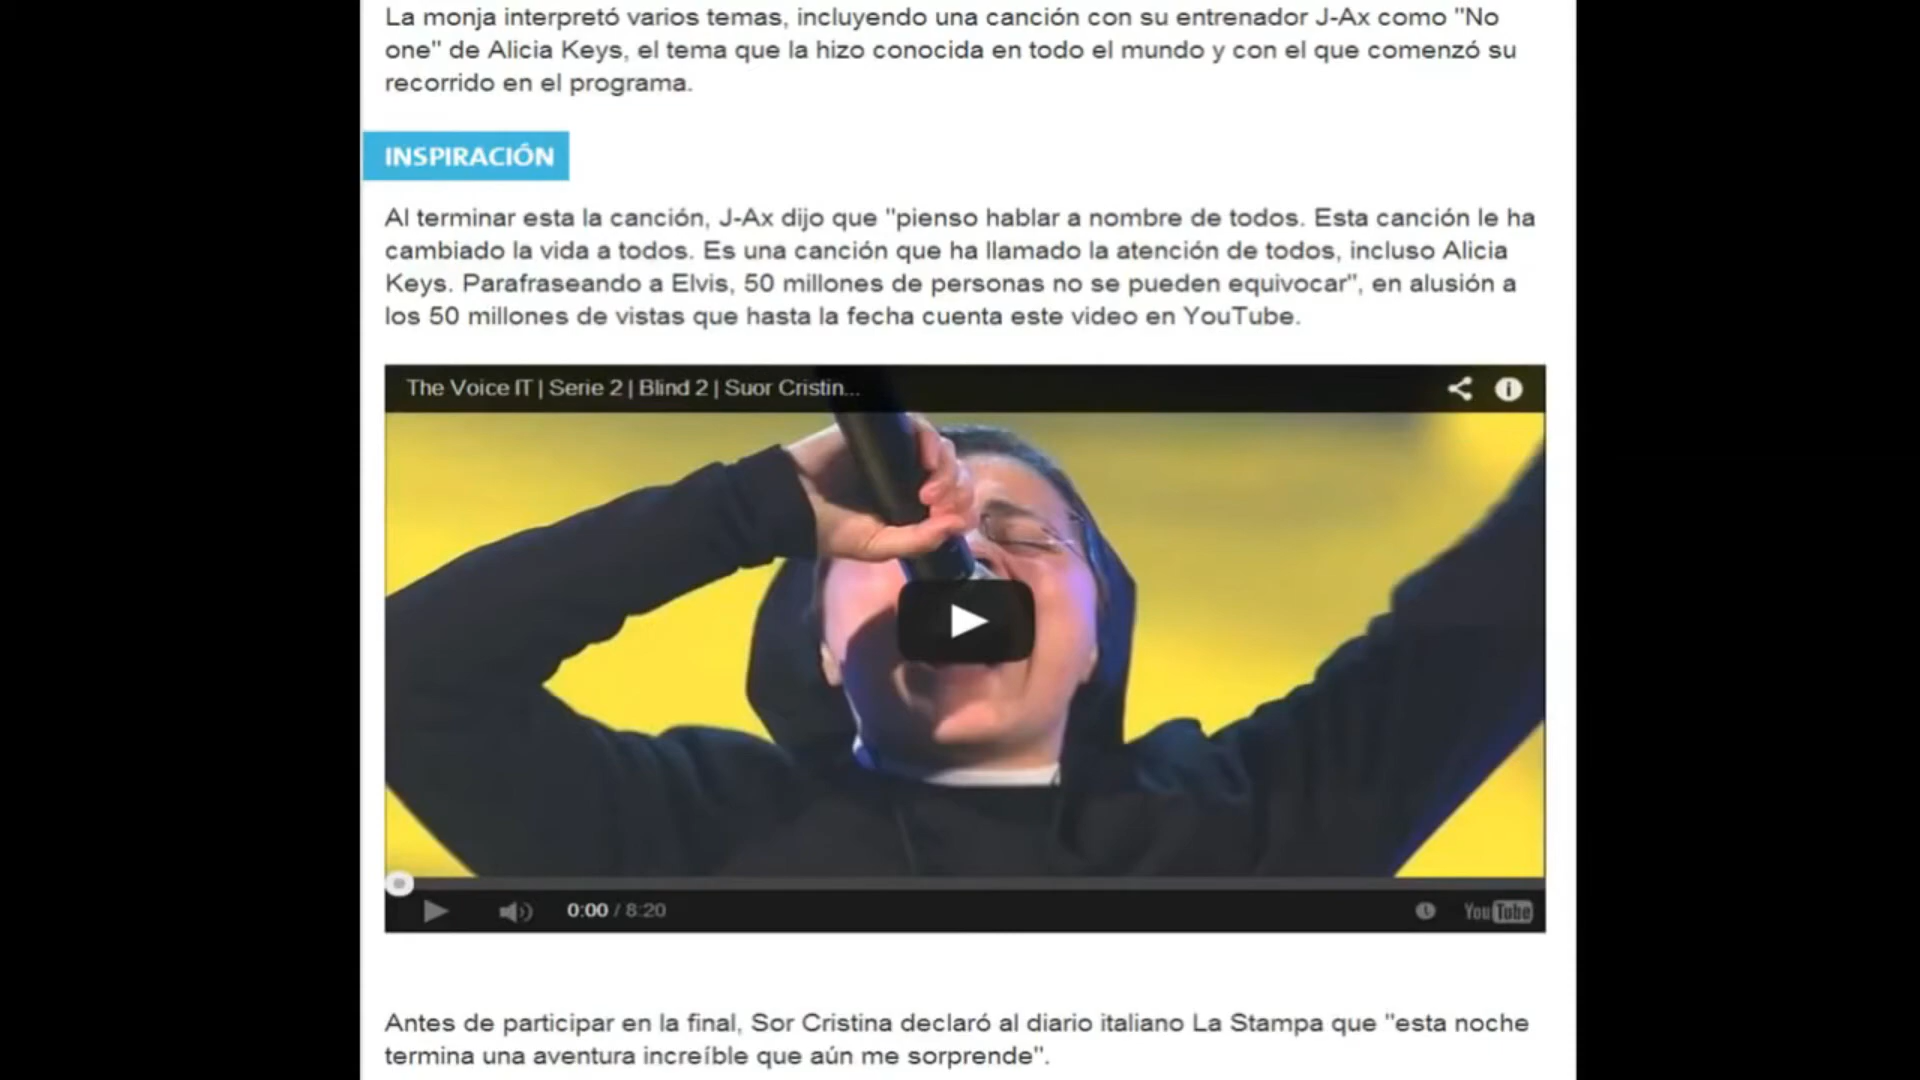 La monja interpretó varios temas, incluyendo una canción con su entrenador J-Ax como "No
one" de Alicia Keys, el tema que la hizo conocida en todo el mundo y con el que comenzó su
recorrido en el programa.
INSPIRACIÓN
Al terminar esta la canción, J-Ax dijo que "pienso hablar a nombre de todos. Esta canción le ha
cambiado la vida a todos. Es una canción que ha llamado la atención de todos, incluso Alicia
Keys. Parafraseando a Elvis, 50 millones de personas no se pueden equivocar", en alusión a
los 50 millones de vistas que hasta la fecha cuenta este video en YouTube.
The Voice IT | Serie 2 | Blind 2 | Suor Cristin...
0:00 / 8:20
YouTube
Antes de participar en la final, Sor Cristina declaró al diario italiano La Stampa que "esta noche
termina una aventura increíble que aún me sorprende".